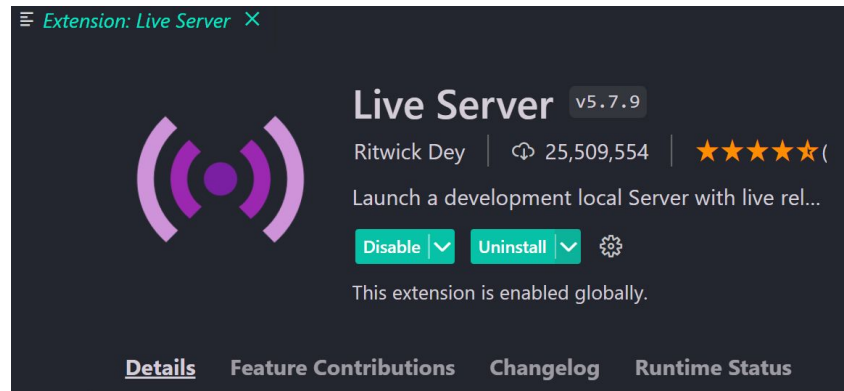 Extension: Live Server
Live Server v5.7.9
Ritwick Dey 25,509,554 (
Launch a development local Server with live rel...
Disable Uninstall
This extension is enabled globally.
Details Feature Contributions Changelog Runtime Status